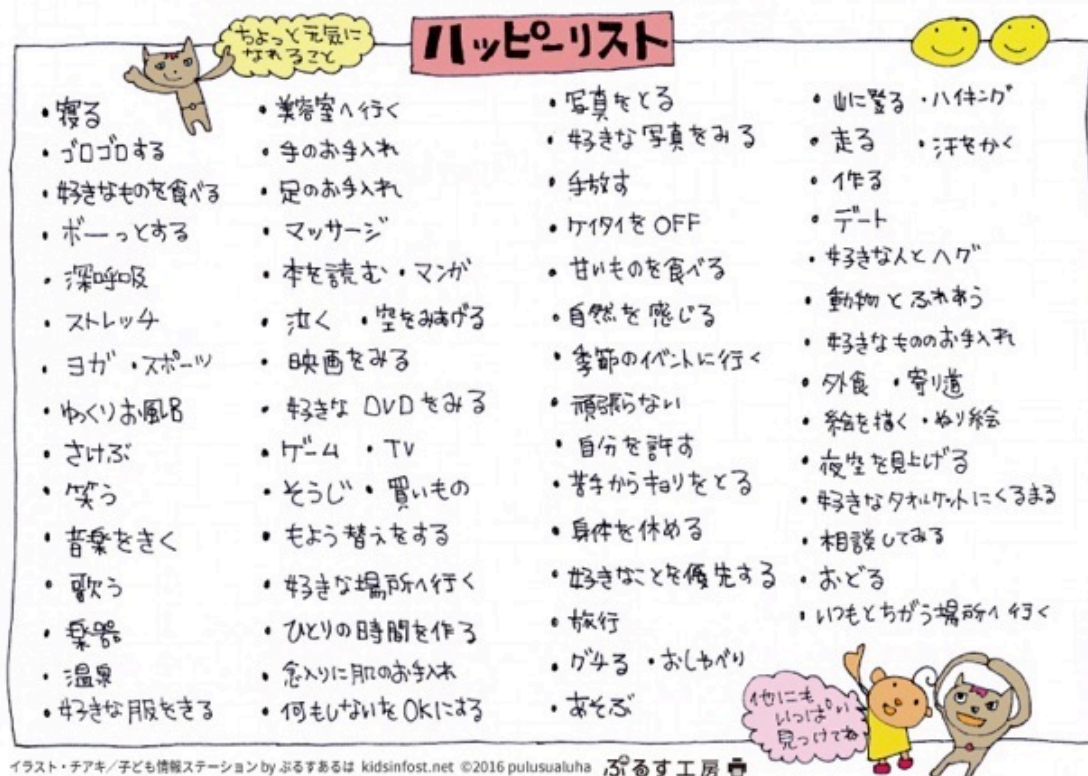 ちょっと元気に
なれること
ハッピーリスト
・寝る
・ゴロゴロする
・好きなものを食べる
・ボーっとする
・深呼吸
・ストレッチ
・ヨガ ・スポーツ
・ゆっくりお風呂
・さけぶ
・笑う
・音楽をきく
・歌う
・楽器
・温泉
・好きな服をきる
・美容室へ行く
・手のお手入れ
・足のお手入れ
・マッサージ
・本を読む ・マンガ
・泣く ・空をみあげる
・映画をみる
・好きな DVDをみる
・ゲーム ・TV
・そうじ ・買いもの
・もよう替えをする
・好きな場所へ行く
・ひとりの時間を作る
・念入りに肌のお手入れ
・何もしないをOKにする
・写真をとる
・好きな写真をみる
・手放す
・ケイタイを OFF
・甘いものを食べる
・自然を感じる
・季節のイベントに行く
・頑張らない
・自分を許す
・苦手からキョリをとる
・身体を休める
・好きなことを優先する
・旅行
・グチる ・おしゃべり
・あそぶ
・山に登る ・ハイキング
・走る ・汗をかく
・作る
・デート
・好きな人とハグ
・動物とふれあう
・好きなもののお手入れ
・外食 ・寄り道
・絵を描く ・ぬり絵
・夜空を見上げる
・好きなタオルケットにくるまる
・相談してみる
・おどる
・いつもとちがう場所へ行く
他にも
いっぱい
見つけてね
イラスト・チアキ／子ども情報ステーション by ぷるすあるは kidsinfost.net ©2016 pulusualuha ぷるす工房